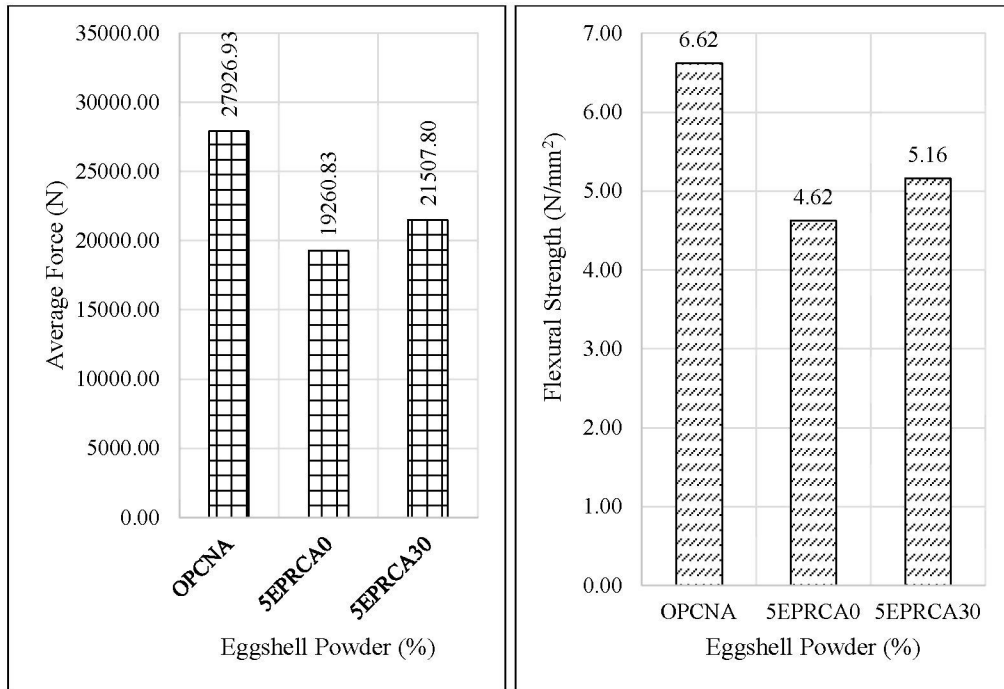 35000.00
30000.00
25000.00
20000.00
15000.00
10000.00
5000.00
0.00
Average Force (N)
27926.93
19260.83
21507.80
OPCNA
5EPRCA0
5EPRCA30
Eggshell Powder (%)
7.00
6.00
5.00
4.00
3.00
2.00
1.00
0.00
Flexural Strength (N/mm²)
6.62
4.62
5.16
OPCNA 5EPRCA0 5EPRCA30
Eggshell Powder (%)